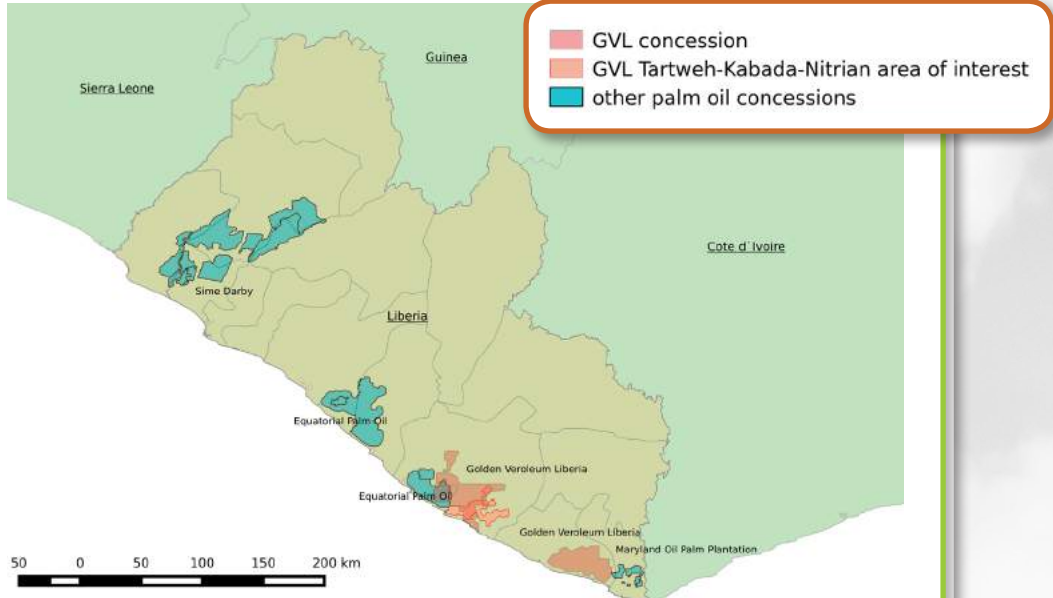 GVL concession
GVL Tartweh-Kabada-Nitrian area of interest
other palm oil concessions
Guinea
Sierra Leone
Cote d`Ivoire
Sime Darby
Liberia
Equatorial Palm Oil
Golden Veroleum Liberia
Equatorial Palm Oil
Golden Veroleum Liberia
Maryland Oil Palm Plantation
50 0 50 100 150 200 km